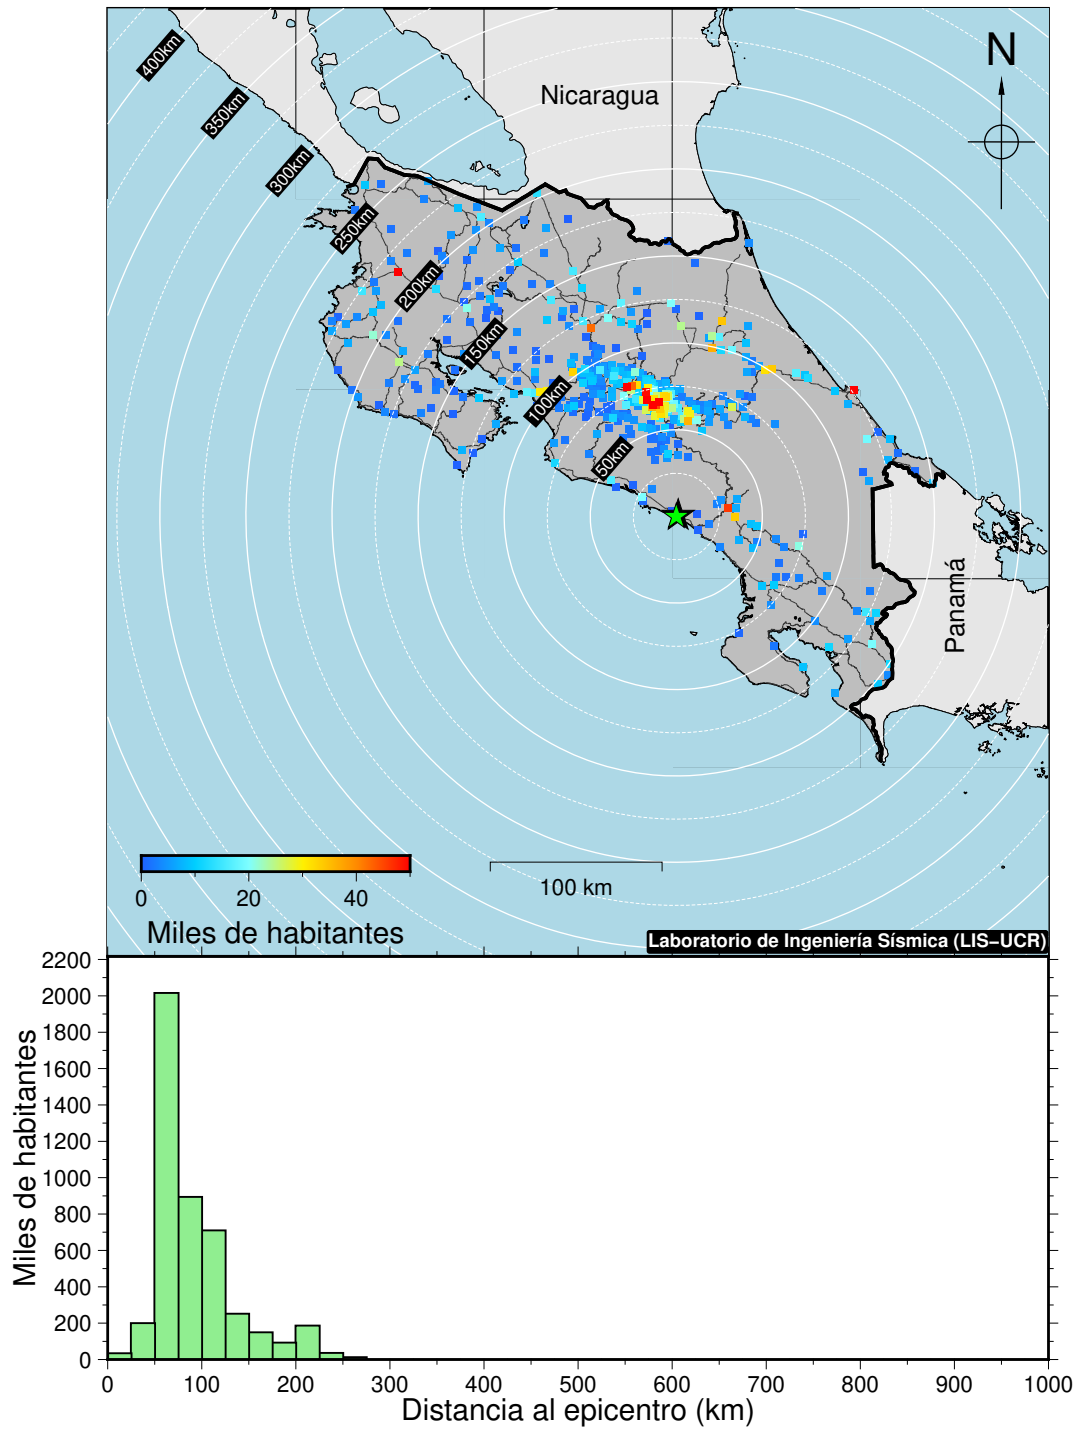 400km
350km
300km
250km
200km
150km
100km
50km
Nicaragua
N
Panamá
0 20 40
Miles de habitantes
100 km
Laboratorio de Ingeniería Sísmica (LIS−UCR)
Miles de habitantes
2200
2000
1800
1600
1400
1200
1000
800
600
400
200
0
0 100 200 300 400 500 600 700 800 900 1000
Distancia al epicentro (km)